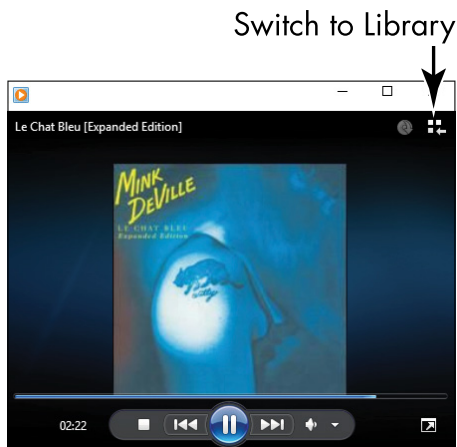 Switch to Library
Le Chat Bleu [Expanded Edition]
MINK
DEVILLE
LE CHAT BLEU
Expanded Edition
02:22